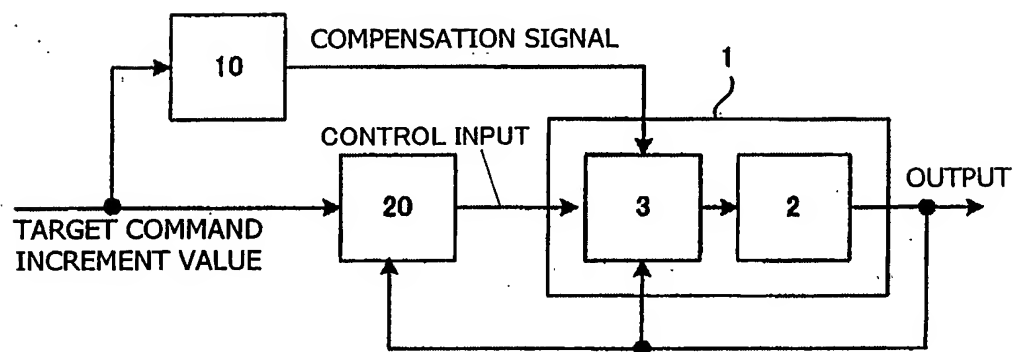 COMPENSATION SIGNAL
10
1
CONTROL INPUT
20
3
2
OUTPUT
TARGET COMMAND
INCREMENT VALUE